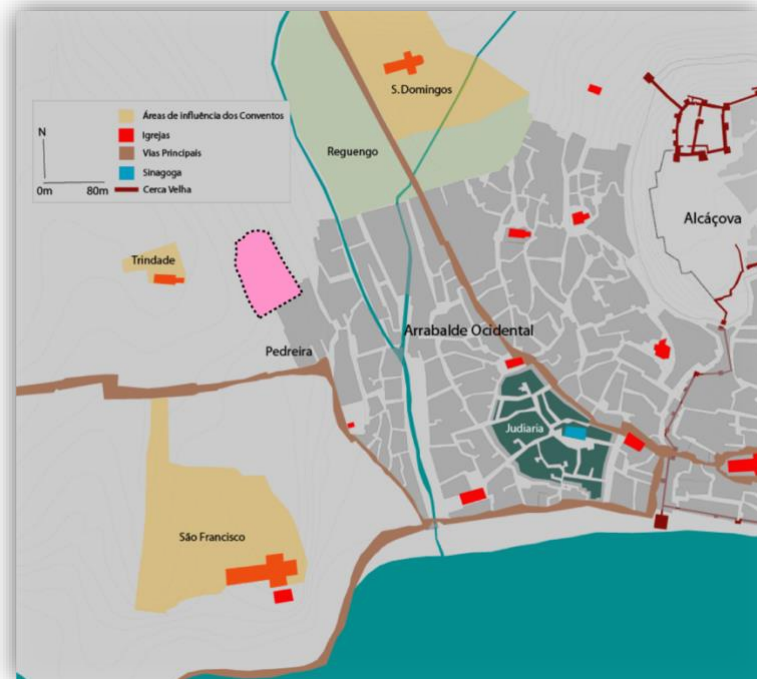 S.Domingos
Áreas de influência dos Conventos
Igrejas
Vias Principais
Sinagoga
Cerca Velha
N
0m 80m
Reguengo
Alcáçova
Trindade
Arrabalde Ocidental
Pedreira
Judiaria
São Francisco